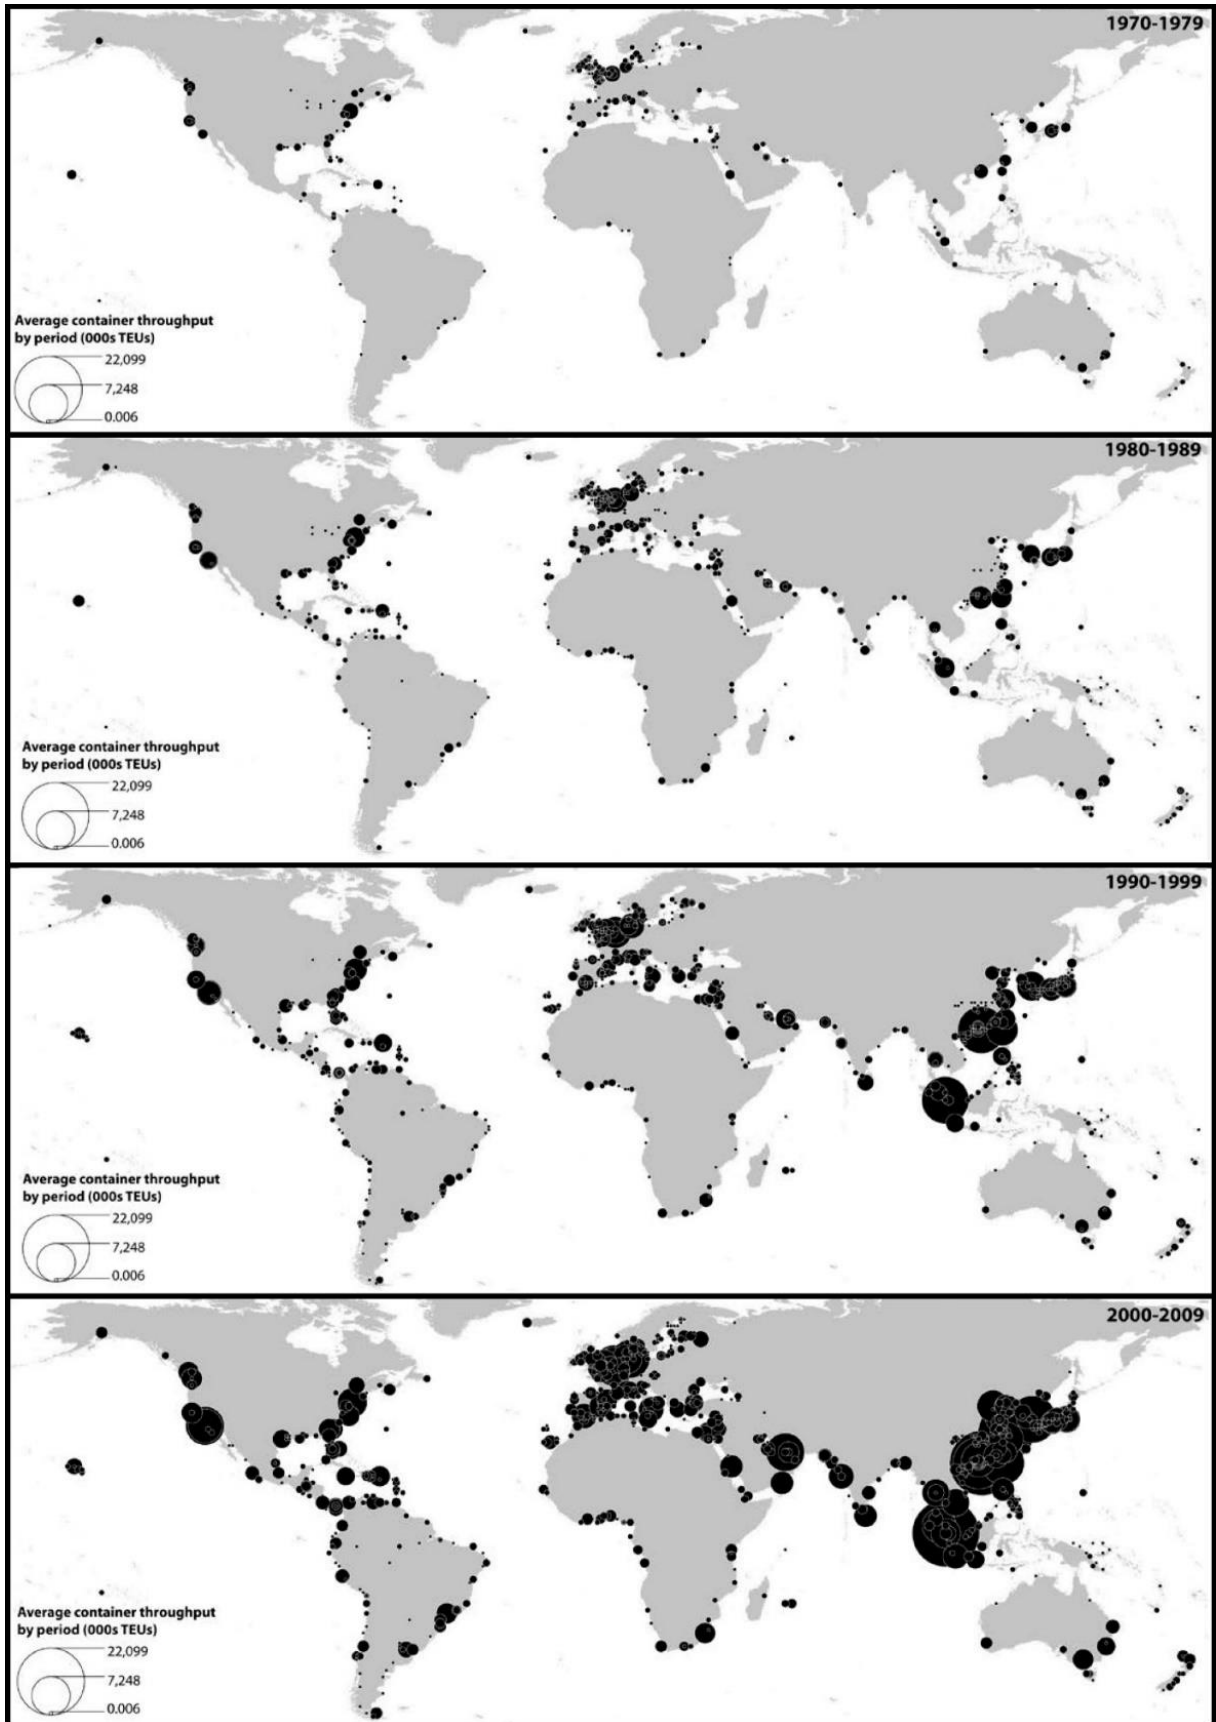 1970-1979
Average container throughput
by period (000s TEUs)
22,099
7,248
0.006
1980-1989
Average container throughput
by period (000s TEUs)
22,099
7,248
0.006
1990-1999
Average container throughput
by period (000s TEUs)
22,099
7,248
0.006
2000-2009
Average container throughput
by period (000s TEUs)
22,099
7,248
0.006